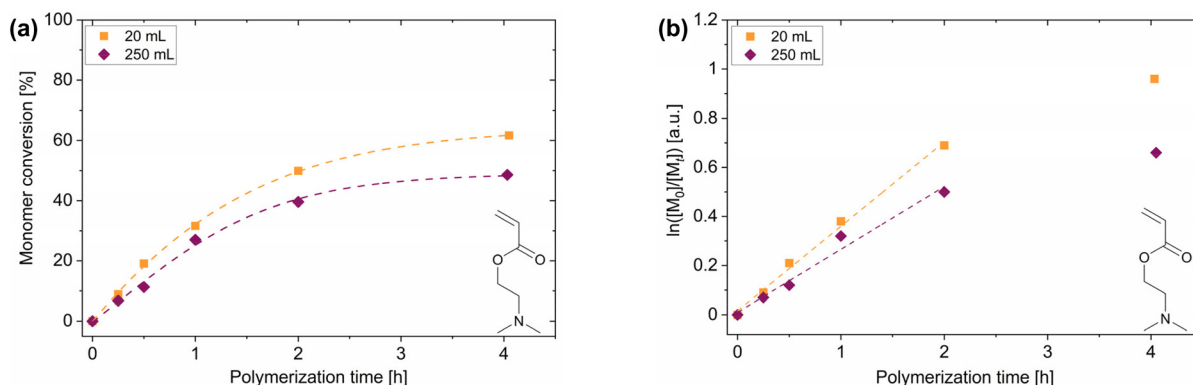 (a)
20 mL
250 mL
100
80
60
40
20
0
Monomer conversion [%]
0
1
2
3
4
Polymerization time [h]
O
O
N
(b)
20 mL
250 mL
1
0.8
0.6
0.4
0.2
0
ln([M0]/[Mt]) [a.u.]
0
1
2
3
4
Polymerization time [h]
O
O
N